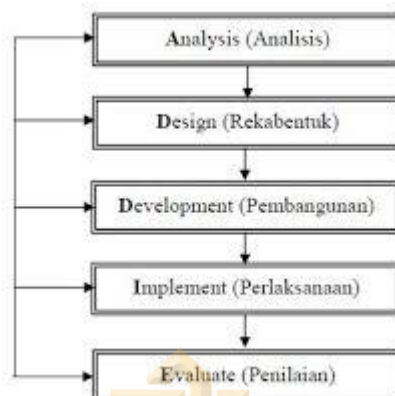 Analysis (Analisis)
Design (Rekabentuk)
Development (Pembangunan)
Implement (Perlaksanaan)
Evaluate (Penilaian)